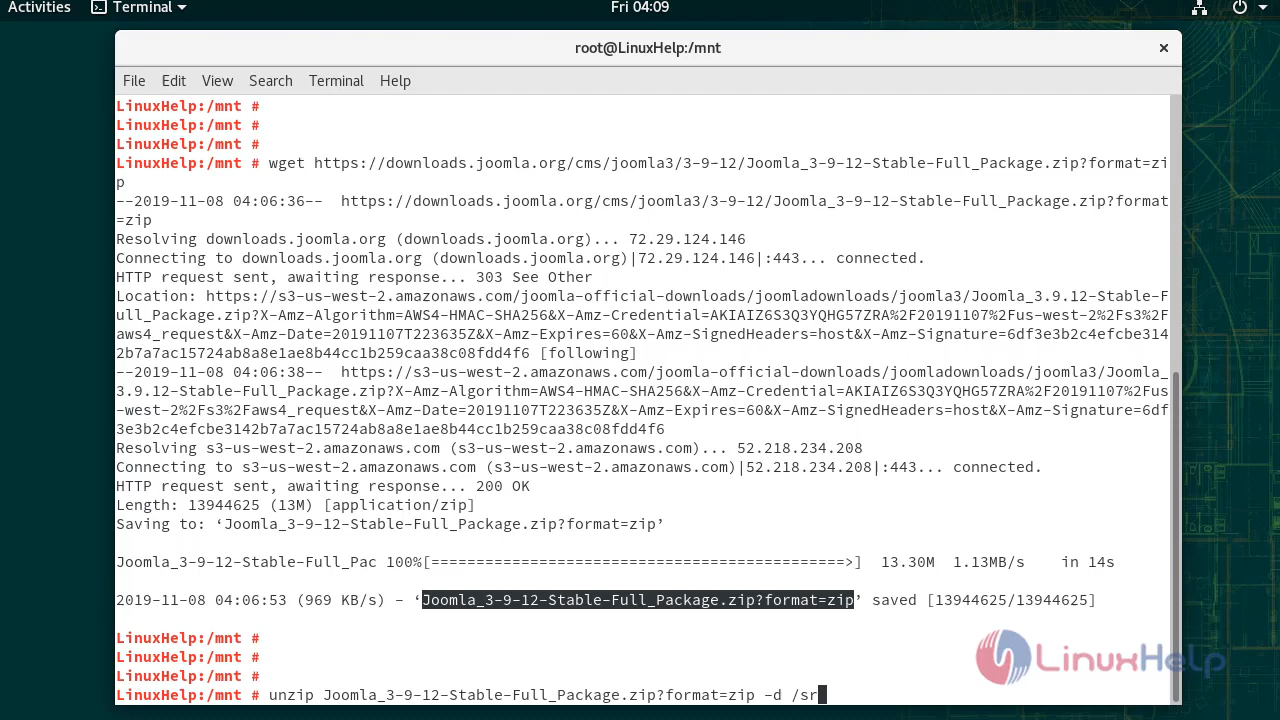 Activities Terminal Fri 04:09
root@LinuxHelp:/mnt ×
File Edit View Search Terminal Help
LinuxHelp:/mnt #
LinuxHelp:/mnt #
LinuxHelp:/mnt #
LinuxHelp:/mnt # wget https://downloads.joomla.org/cms/joomla3/3-9-12/Joomla_3-9-12-Stable-Full_Package.zip?format=zi
p
--2019-11-08 04:06:36--  https://downloads.joomla.org/cms/joomla3/3-9-12/Joomla_3-9-12-Stable-Full_Package.zip?format
=zip
Resolving downloads.joomla.org (downloads.joomla.org)... 72.29.124.146
Connecting to downloads.joomla.org (downloads.joomla.org)|72.29.124.146|:443... connected.
HTTP request sent, awaiting response... 303 See Other
Location: https://s3-us-west-2.amazonaws.com/joomla-official-downloads/joomladownloads/joomla3/Joomla_3.9.12-Stable-F
ull_Package.zip?X-Amz-Algorithm=AWS4-HMAC-SHA256&X-Amz-Credential=AKIAIZ6S3Q3YQHG57ZRA%2F20191107%2Fus-west-2%2Fs3%2F
aws4_request&X-Amz-Date=20191107T223635Z&X-Amz-Expires=60&X-Amz-SignedHeaders=host&X-Amz-Signature=6df3e3b2c4efcbe314
2b7a7ac15724ab8a8e1ae8b44cc1b259caa38c08fdd4f6 [following]
--2019-11-08 04:06:38--  https://s3-us-west-2.amazonaws.com/joomla-official-downloads/joomladownloads/joomla3/Joomla_
3.9.12-Stable-Full_Package.zip?X-Amz-Algorithm=AWS4-HMAC-SHA256&X-Amz-Credential=AKIAIZ6S3Q3YQHG57ZRA%2F20191107%2Fus
-west-2%2Fs3%2Faws4_request&X-Amz-Date=20191107T223635Z&X-Amz-Expires=60&X-Amz-SignedHeaders=host&X-Amz-Signature=6df
3e3b2c4efcbe3142b7a7ac15724ab8a8e1ae8b44cc1b259caa38c08fdd4f6
Resolving s3-us-west-2.amazonaws.com (s3-us-west-2.amazonaws.com)... 52.218.234.208
Connecting to s3-us-west-2.amazonaws.com (s3-us-west-2.amazonaws.com)|52.218.234.208|:443... connected.
HTTP request sent, awaiting response... 200 OK
Length: 13944625 (13M) [application/zip]
Saving to: ‘Joomla_3-9-12-Stable-Full_Package.zip?format=zip’
Joomla_3-9-12-Stable-Full_Pac 100%[==============================================>]  13.30M  1.13MB/s    in 14s
2019-11-08 04:06:53 (969 KB/s) - ‘Joomla_3-9-12-Stable-Full_Package.zip?format=zip’ saved [13944625/13944625]
LinuxHelp:/mnt #
LinuxHelp:/mnt #
LinuxHelp:/mnt #
LinuxHelp:/mnt # unzip Joomla_3-9-12-Stable-Full_Package.zip?format=zip -d /sr
LinuxHelp